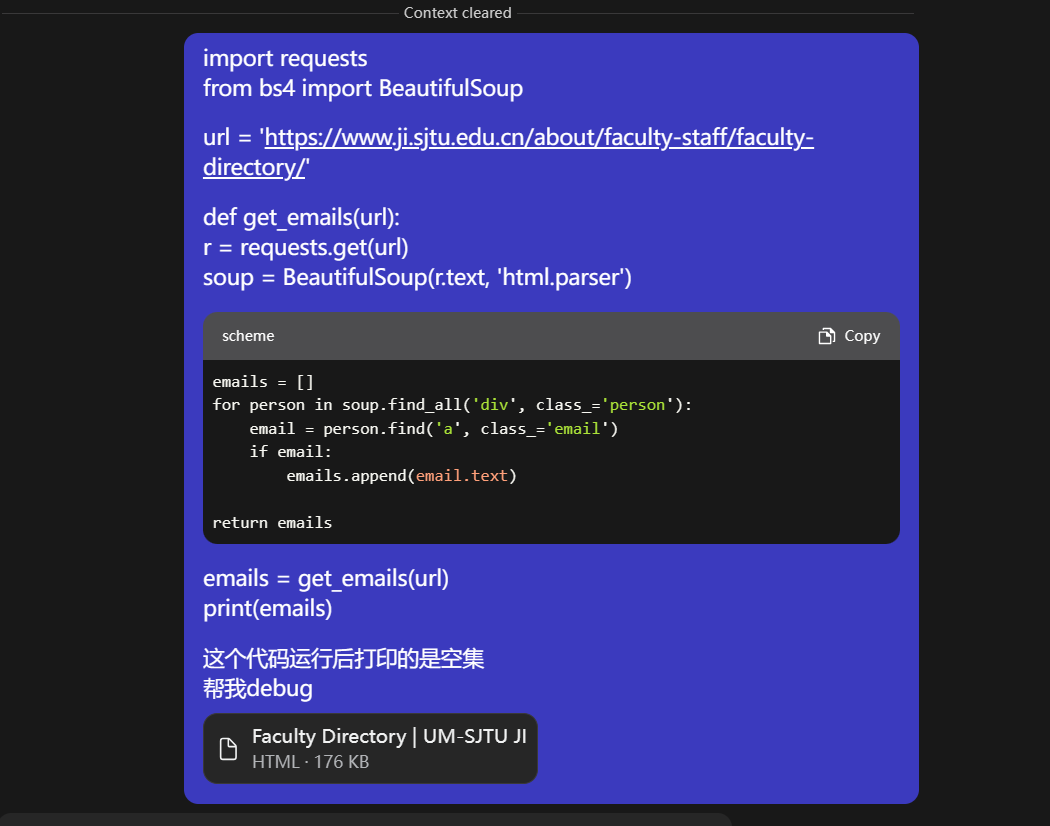 Context cleared
import requests
from bs4 import BeautifulSoup
url = 'https://www.ji.sjtu.edu.cn/about/faculty-staff/faculty-
directory/'
def get_emails(url):
r = requests.get(url)
soup = BeautifulSoup(r.text, 'html.parser')
scheme
Copy
emails = []
for person in soup.find_all('div', class_='person'):
    email = person.find('a', class_='email')
    if email:
        emails.append(email.text)
return emails
emails = get_emails(url)
print(emails)
这个代码运行后打印的是空集
帮我debug
Faculty Directory | UM-SJTU JI
HTML · 176 KB